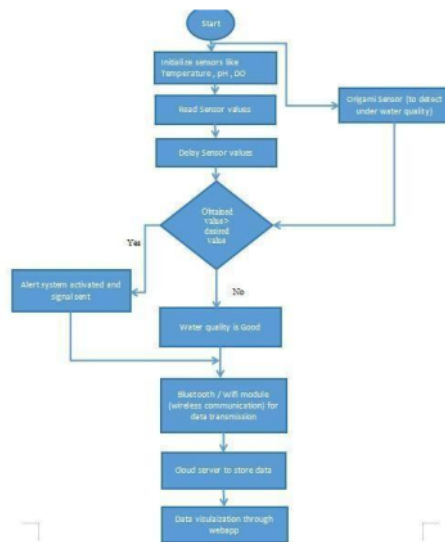 Start
Initialize sensors like
Temperature , pH , DO
Origami Sensor (to detect
under water quality)
Read Sensor values
Delay Sensor values
Obtained
value>
desired
value
Yes
No
Alert system activated and
signal sent
Water quality is Good
Bluetooth / Wifi module
(wireless communication) for
data transmission
Cloud server to store data
Data visulaization through
webapp